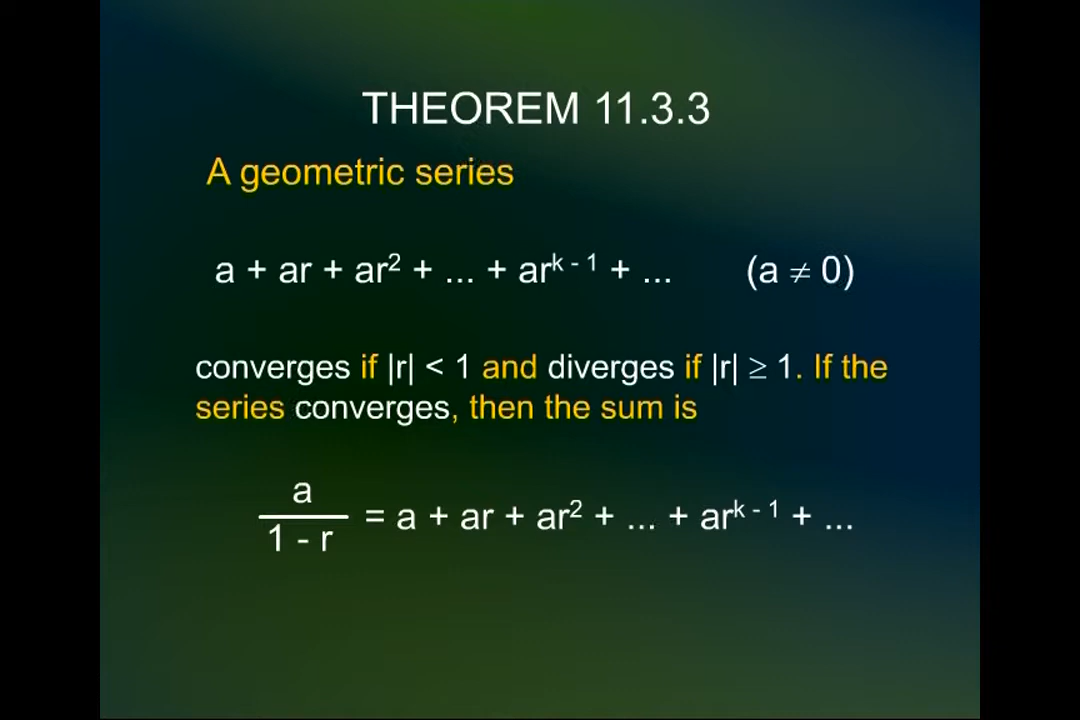 THEOREM 11.3.3
A geometric series
a + ar + ar² + ... + arᵏ⁻¹ + ... (a ≠ 0)
converges if |r| < 1 and diverges if |r| ≥ 1. If the
series converges, then the sum is
a
1 - r
= a + ar + ar² + ... + arᵏ⁻¹ + ...